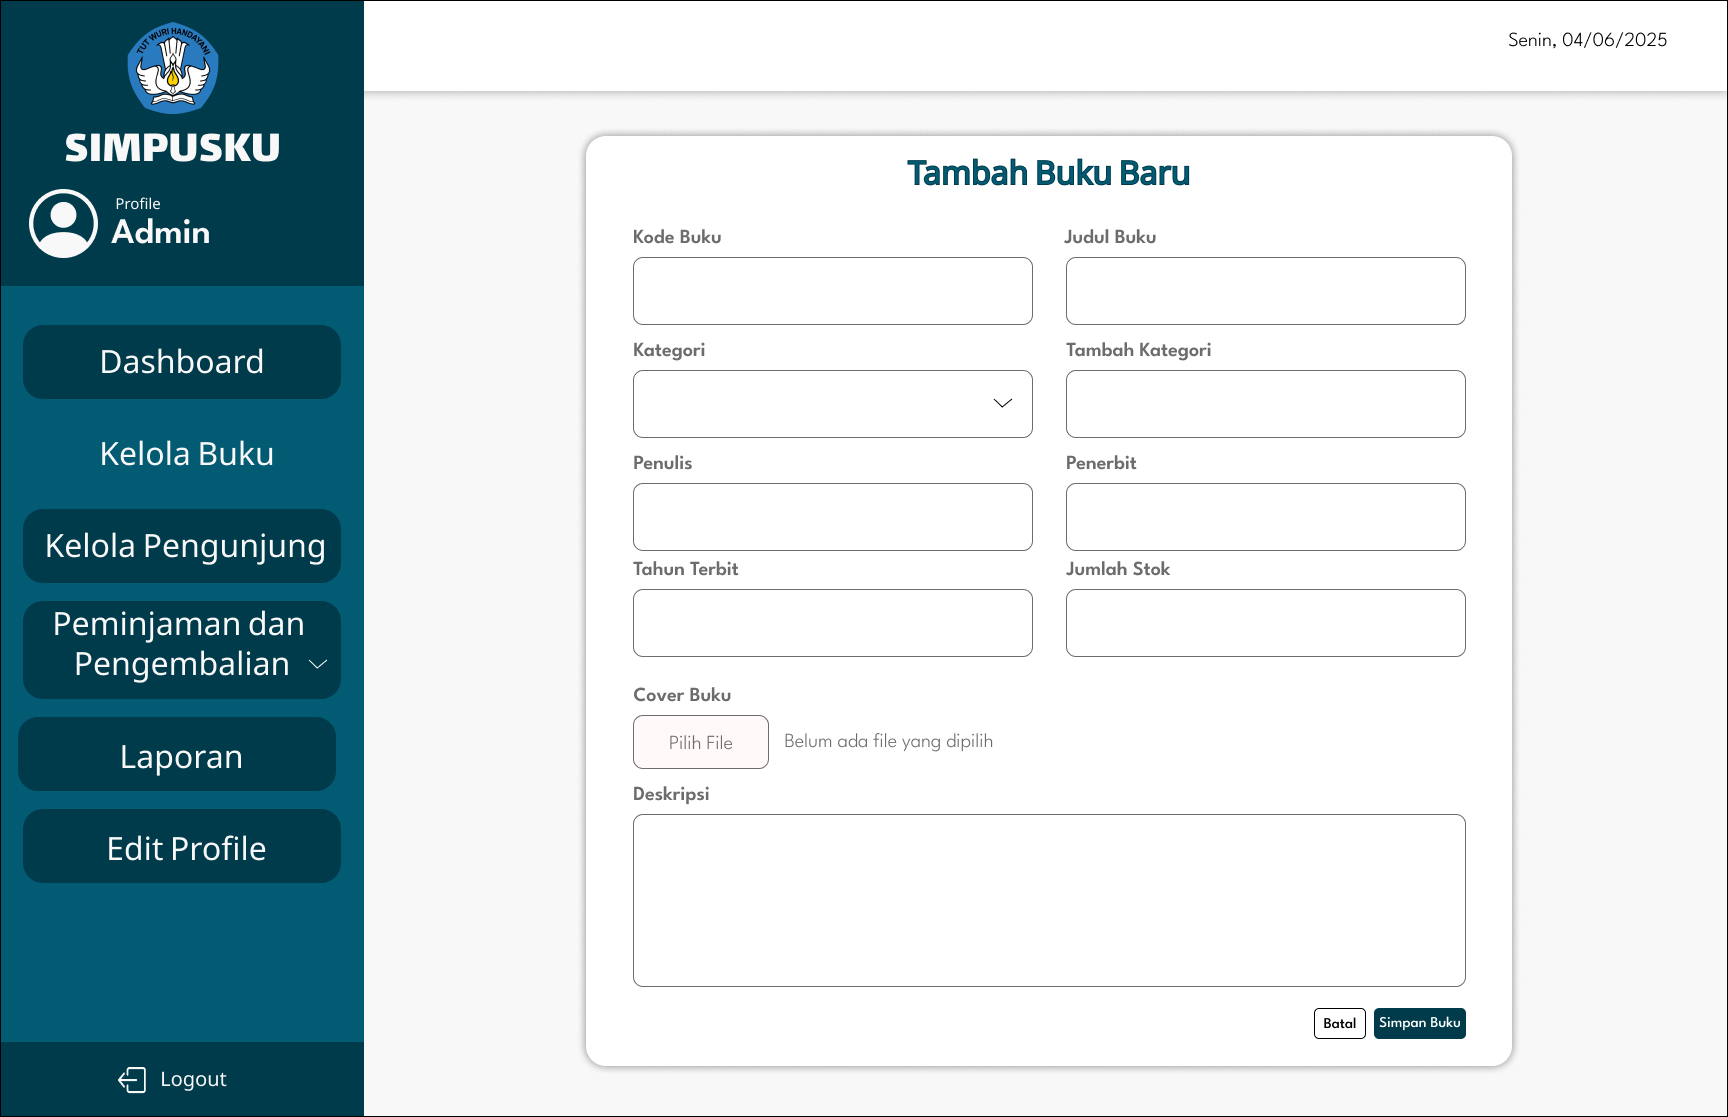 TUT WURI HANDAYANI
SIMPUSKU
Profile
Admin
Dashboard
Kelola Buku
Kelola Pengunjung
Peminjaman dan
Pengembalian
Laporan
Edit Profile
Logout
Senin, 04/06/2025
Tambah Buku Baru
Kode Buku
Judul Buku
Kategori
Tambah Kategori
Penulis
Penerbit
Tahun Terbit
Jumlah Stok
Cover Buku
Pilih File
Belum ada file yang dipilih
Deskripsi
Batal
Simpan Buku